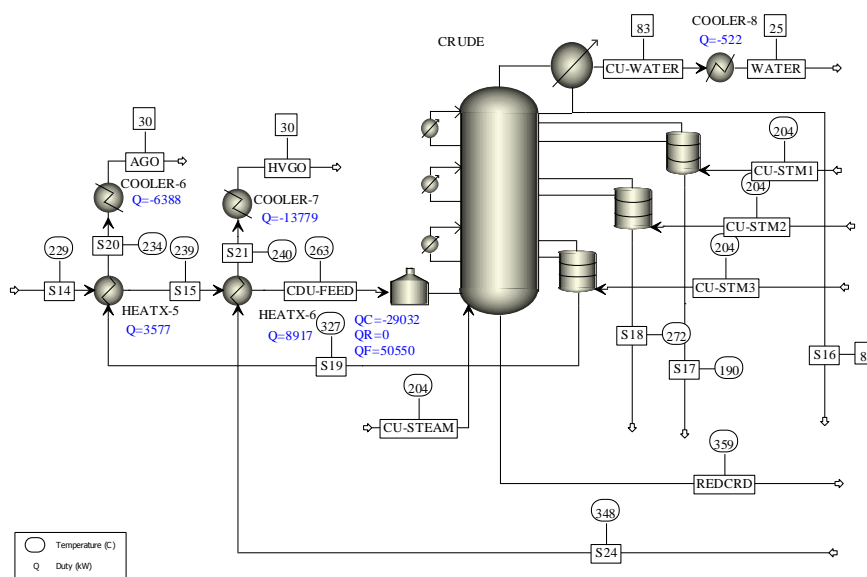 COOLER-8
Q=-522
83
25
CRUDE
CU-WATER
WATER
30
30
AGO
HVGO
204
CU-STM1
COOLER-6
Q=-6388
COOLER-7
Q=-13779
204
CU-STM2
229
S20
234
239
S21
240
263
204
CU-STM3
S14
S15
CDU-FEED
HEATX-5
Q=3577
HEATX-6
Q=8917
327
QC=-29032
QR=0
QF=50550
S19
S18
272
S17
190
S16
8
204
CU-STEAM
359
REDCRD
348
S24
Temperature (C)
Q Duty (kW)